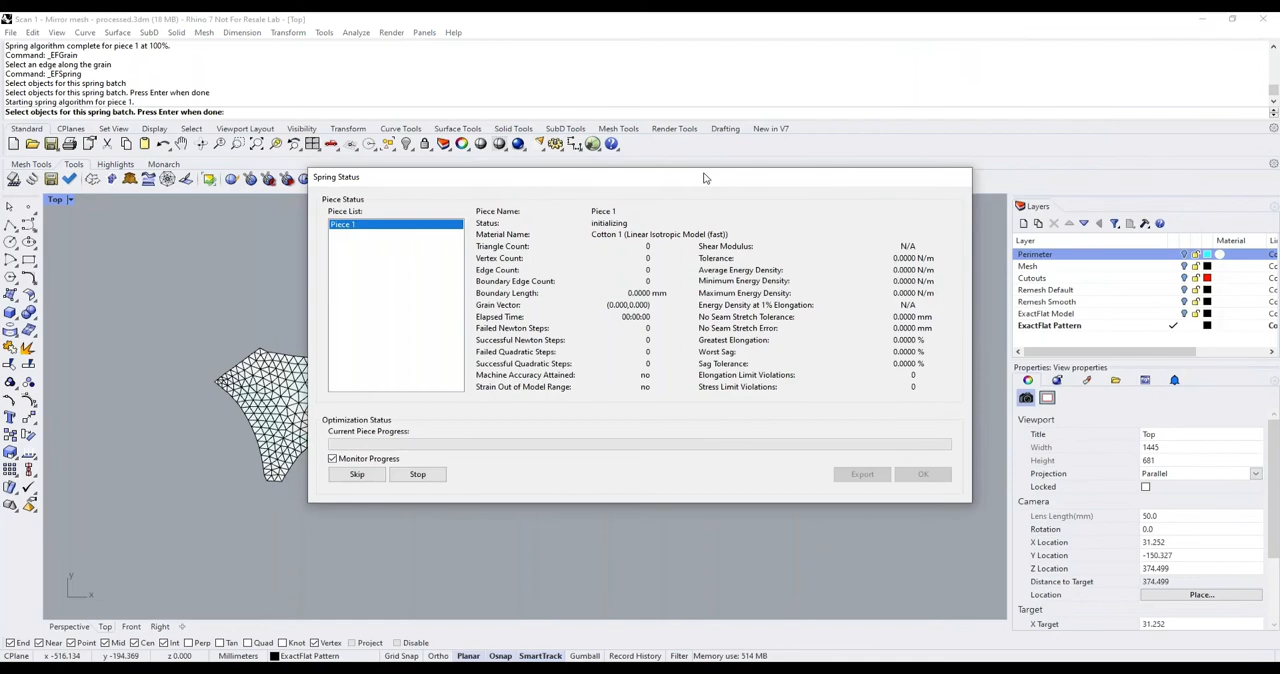 Scan 1 - Mirror mesh - processed.3dm (18 MB) - Rhino 7 Not For Resale Lab - [Top]
File Edit View Curve Surface SubD Solid Mesh Dimension Transform Tools Analyze Render Panels Help
Spring algorithm complete for piece 1 at 100%.
Command: _EFGrain
Select an edge along the grain
Command: _EFSpring
Select objects for this spring batch
Select objects for this spring batch. Press Enter when done
Starting spring algorithm for piece 1.
Select objects for this spring batch. Press Enter when done:
Standard CPlanes Set View Display Select Viewport Layout Visibility Transform Curve Tools Surface Tools Solid Tools SubD Tools Mesh Tools Render Tools Drafting New in V7
Mesh Tools Tools Highlights Monarch
Top
Spring Status
Piece Status
Piece List:
Piece 1
Piece Name: Piece 1
Status: initializing
Material Name: Cotton 1 (Linear Isotropic Model (fast))
Triangle Count: 0 Shear Modulus: N/A
Vertex Count: 0 Tolerance: 0.0000 N/m
Edge Count: 0 Average Energy Density: 0.0000 N/m
Boundary Edge Count: 0 Minimum Energy Density: 0.0000 N/m
Boundary Length: 0.0000 mm Maximum Energy Density: 0.0000 N/m
Grain Vector: (0.000,0.000) Energy Density at 1% Elongation: N/A
Elapsed Time: 00:00:00 No Seam Stretch Tolerance: 0.0000 mm
Failed Newton Steps: 0 No Seam Stretch Error: 0.0000 mm
Successful Newton Steps: 0 Greatest Elongation: 0.0000 %
Failed Quadratic Steps: 0 Worst Sag: 0.0000 %
Successful Quadratic Steps: 0 Sag Tolerance: 0.0000 %
Machine Accuracy Attained: no Elongation Limit Violations: 0
Strain Out of Model Range: no Stress Limit Violations: 0
Optimization Status
Current Piece Progress:
Monitor Progress
Skip Stop Export OK
Layers
Layer Material Li
Perimeter Cc
Mesh Cc
Cutouts Cc
Remesh Default Cc
Remesh Smooth Cc
ExactFlat Model Cc
ExactFlat Pattern Cc
Properties: View properties
Viewport
Title Top
Width 1445
Height 681
Projection Parallel
Locked
Camera
Lens Length(mm) 50.0
Rotation 0.0
X Location 31.252
Y Location -150.327
Z Location 374.499
Distance to Target 374.499
Location Place...
Target
X Target 31.252
y
x
Perspective Top Front Right
End Near Point Mid Cen Int Perp Tan Quad Knot Vertex Project Disable
CPlane x -516.134 y -194.369 z 0.000 Millimeters ExactFlat Pattern Grid Snap Ortho Planar Osnap SmartTrack Gumball Record History Filter Memory use: 514 MB